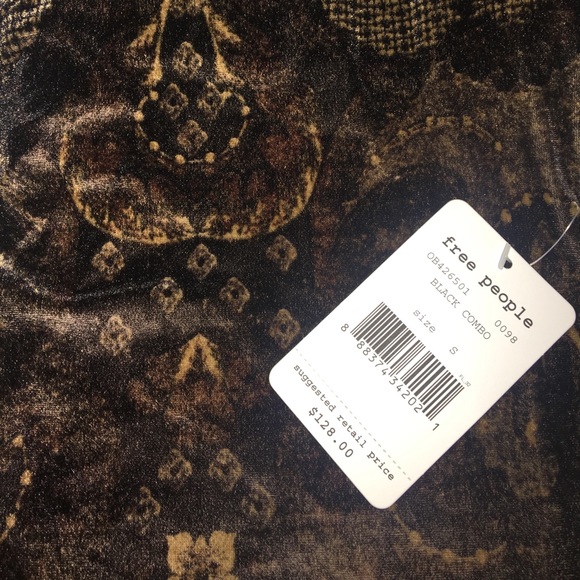 free people
OB426501 0098
BLACK COMBO
size S
8 88374 34202 1
suggested retail price
$128.00